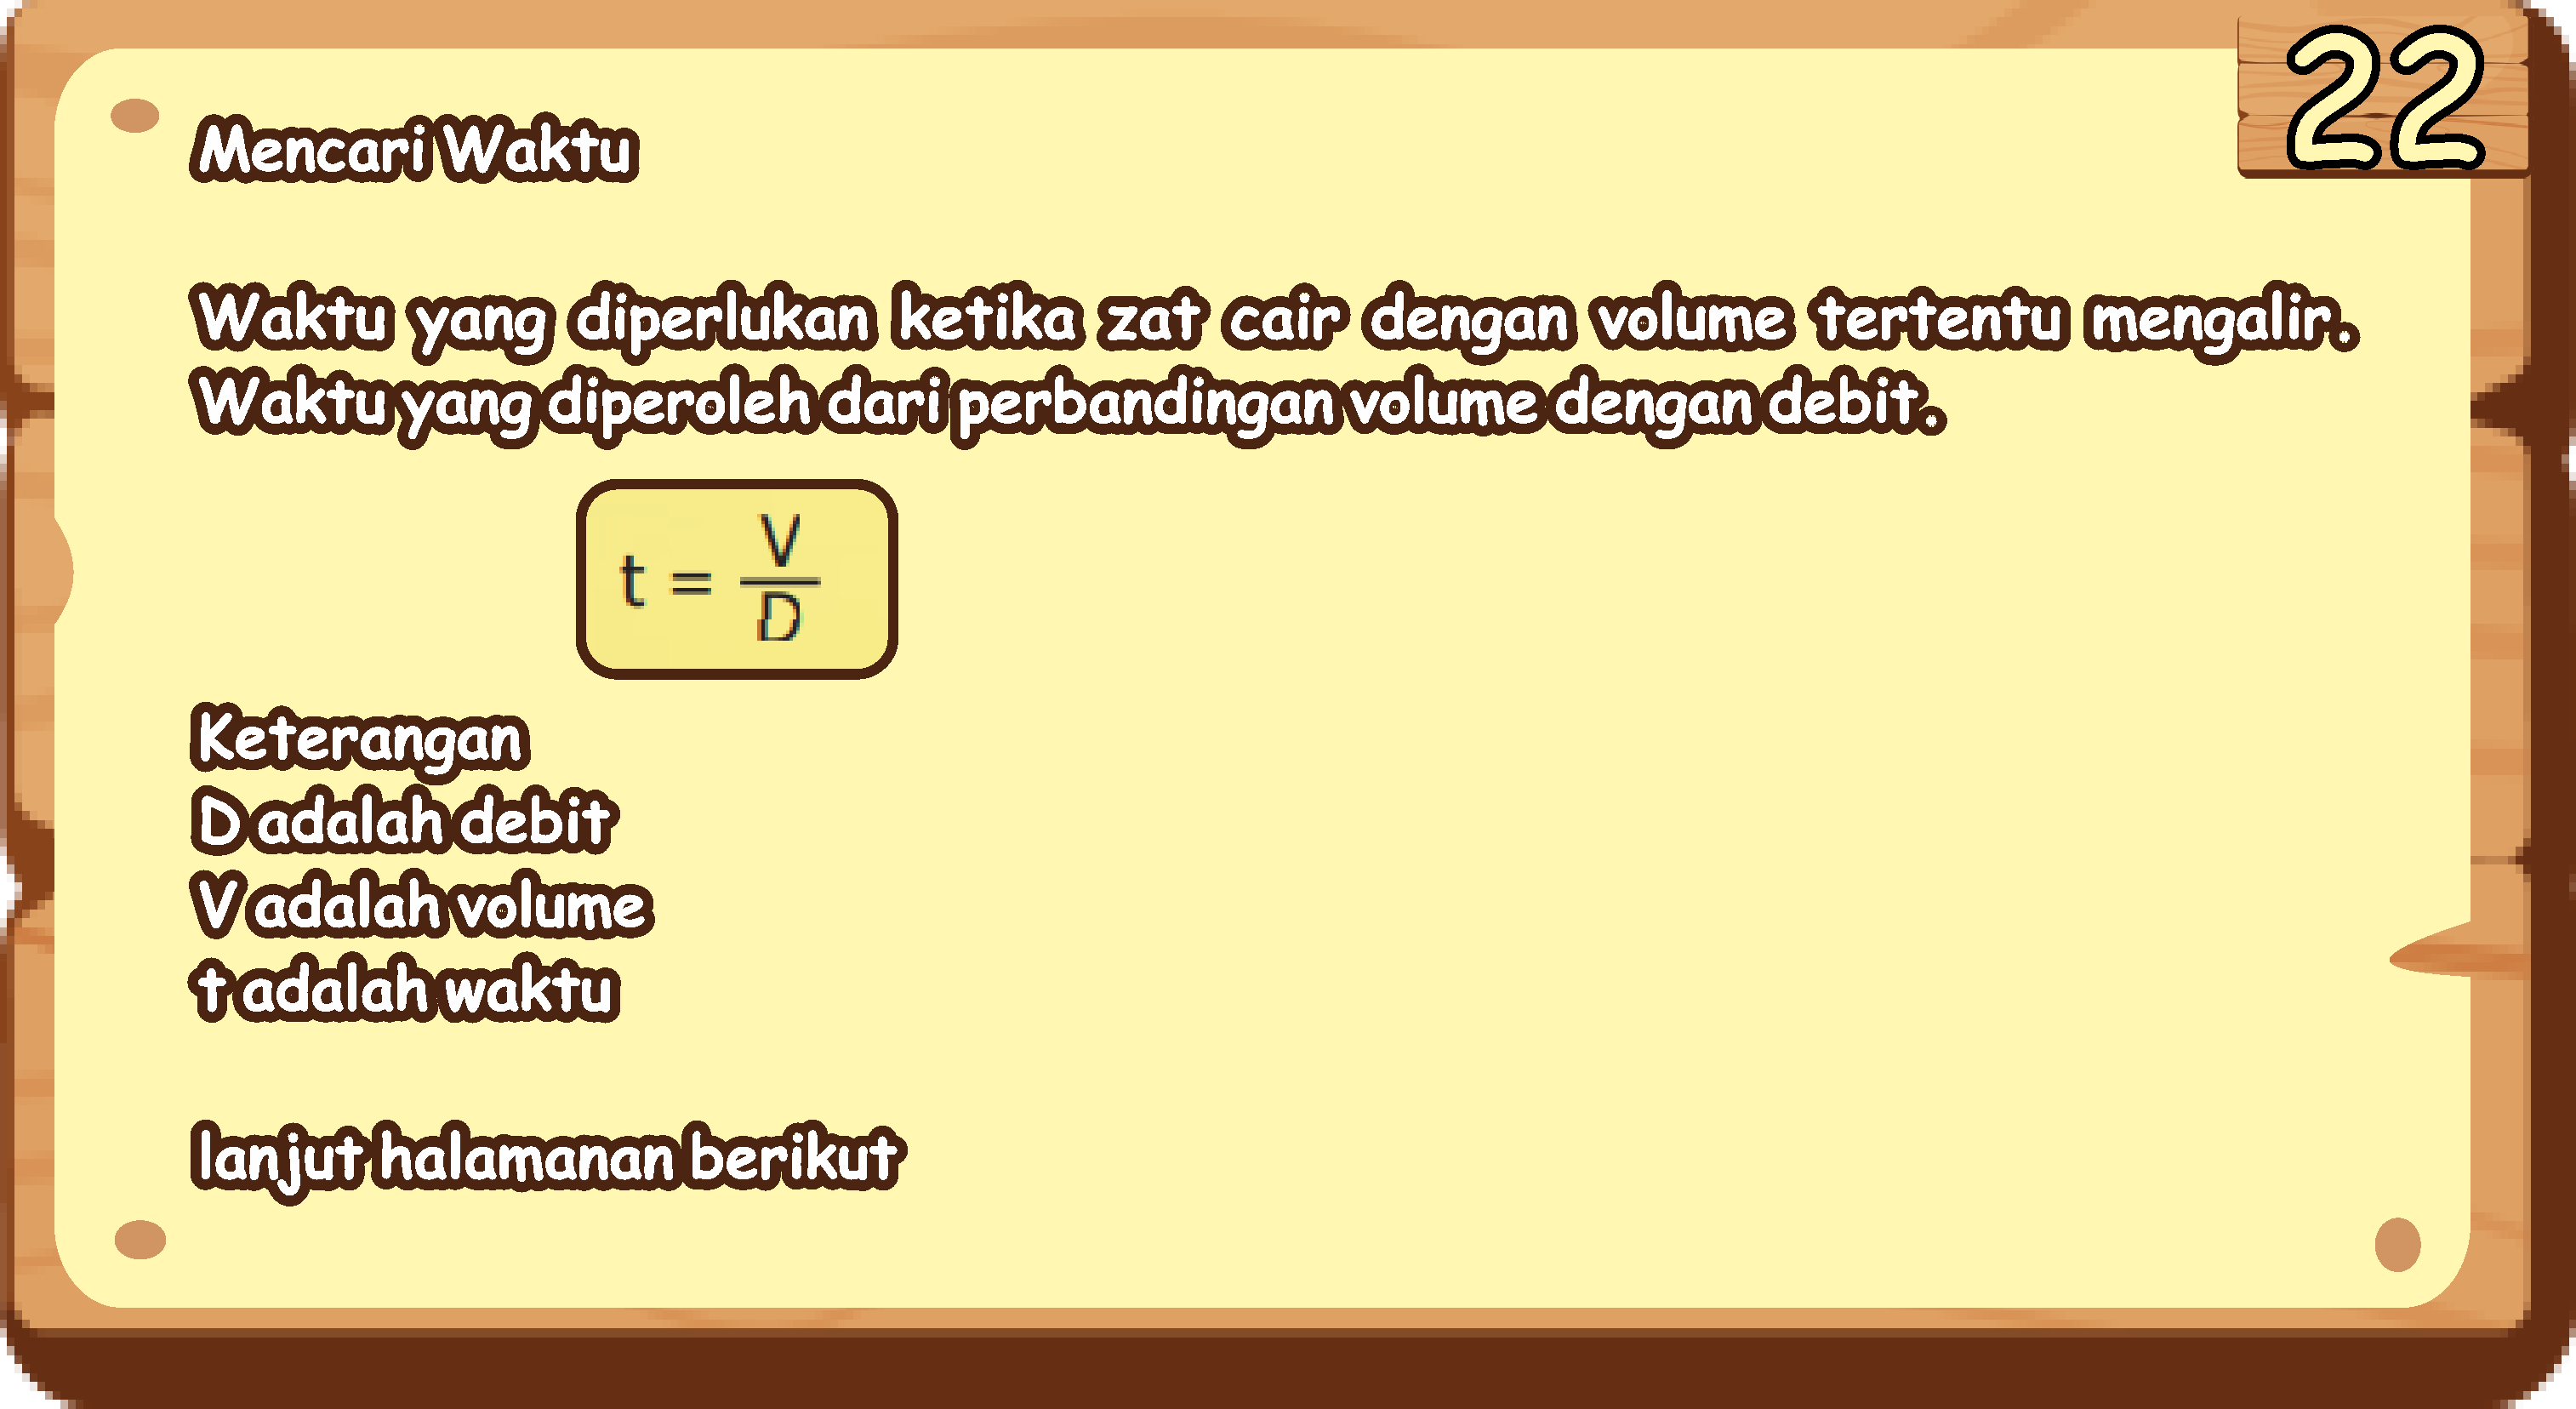 22
Mencari Waktu
Waktu yang diperlukan ketika zat cair dengan volume tertentu mengalir.
Waktu yang diperoleh dari perbandingan volume dengan debit.
t = V/D
Keterangan
D adalah debit
V adalah volume
t adalah waktu
lanjut halamanan berikut